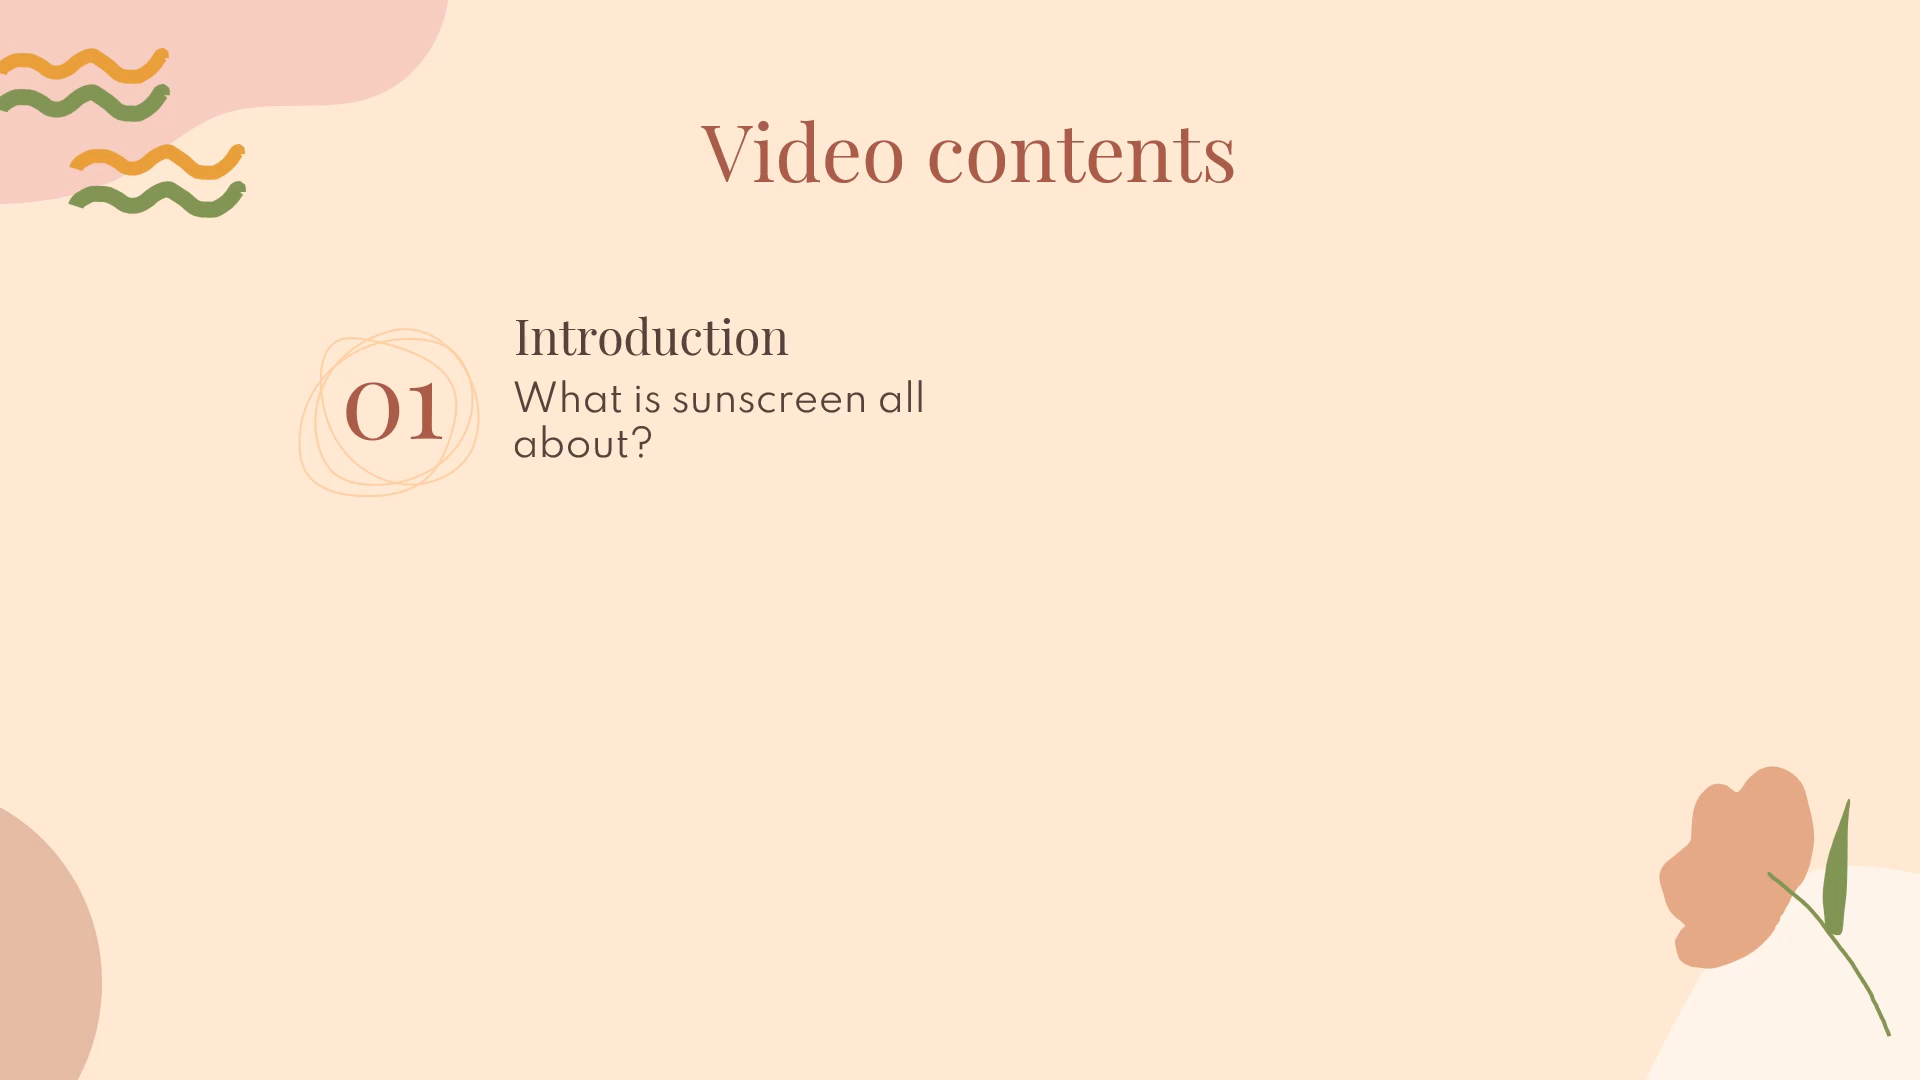 Video contents
01
Introduction
What is sunscreen all
about?